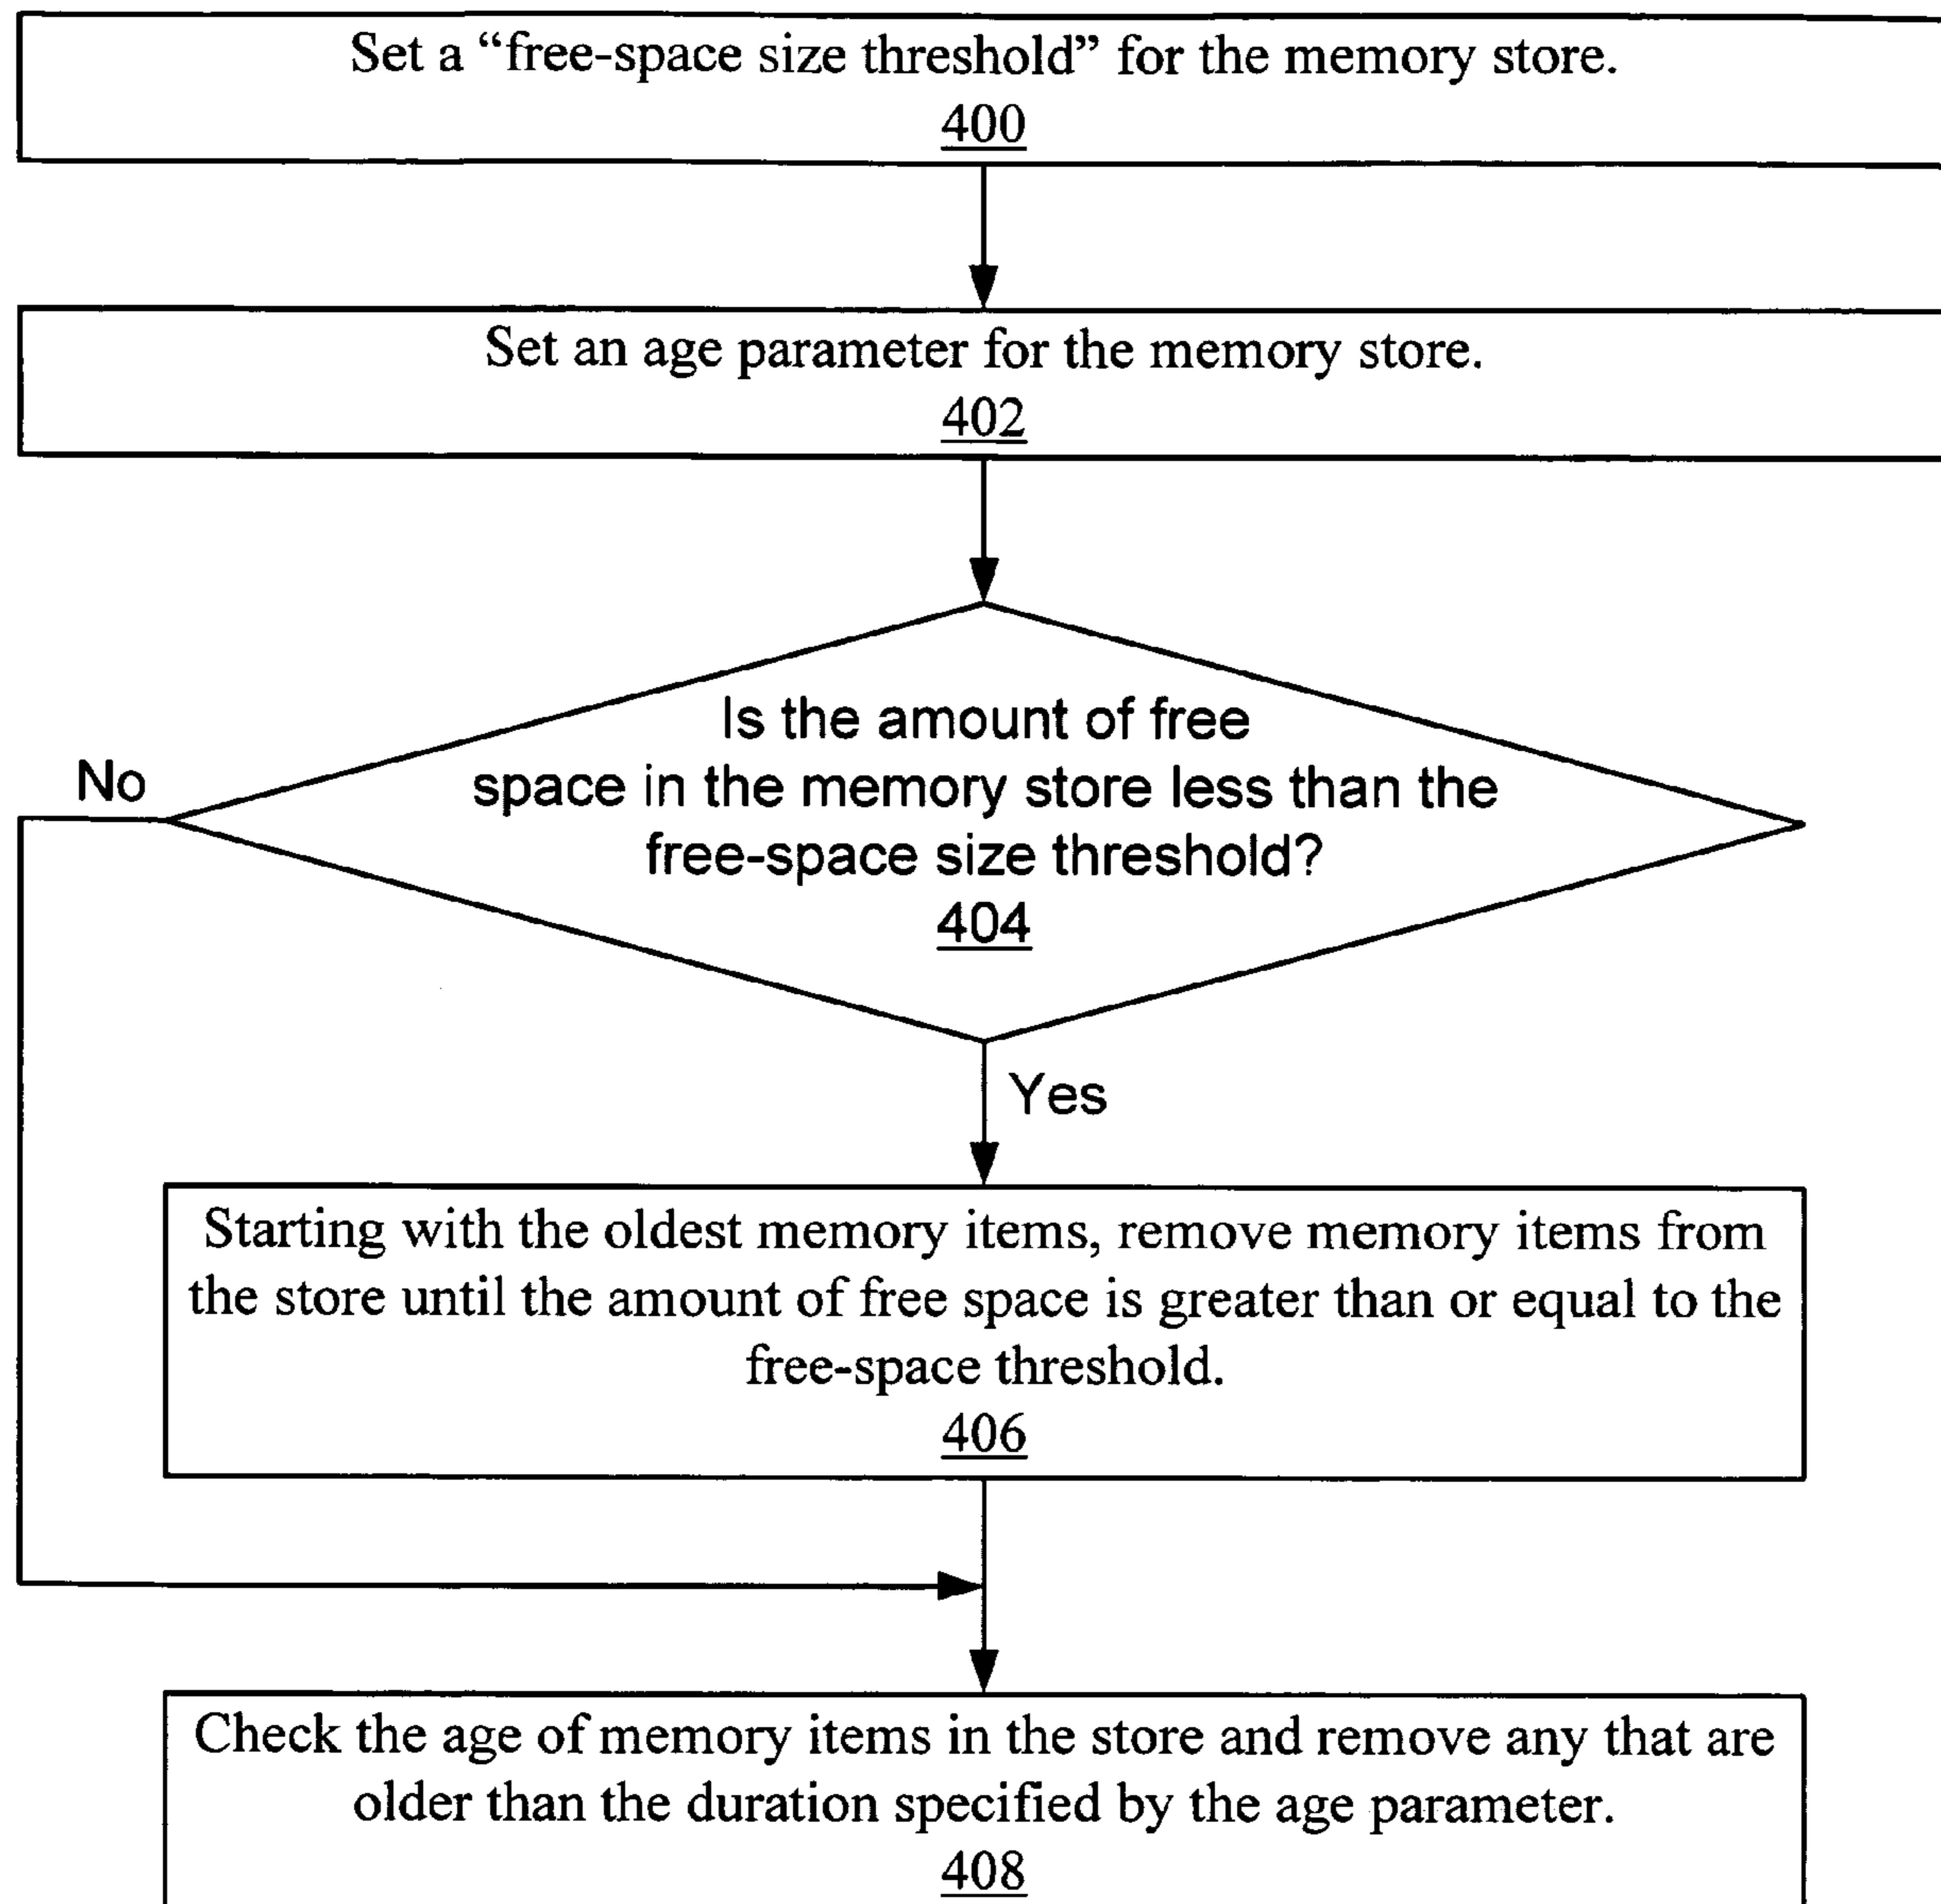 Set a “free-space size threshold” for the memory store.
400
Set an age parameter for the memory store.
402
Is the amount of free
space in the memory store less than the
free-space size threshold?
404
No
Yes
Starting with the oldest memory items, remove memory items from
the store until the amount of free space is greater than or equal to the
free-space threshold.
406
Check the age of memory items in the store and remove any that are
older than the duration specified by the age parameter.
408